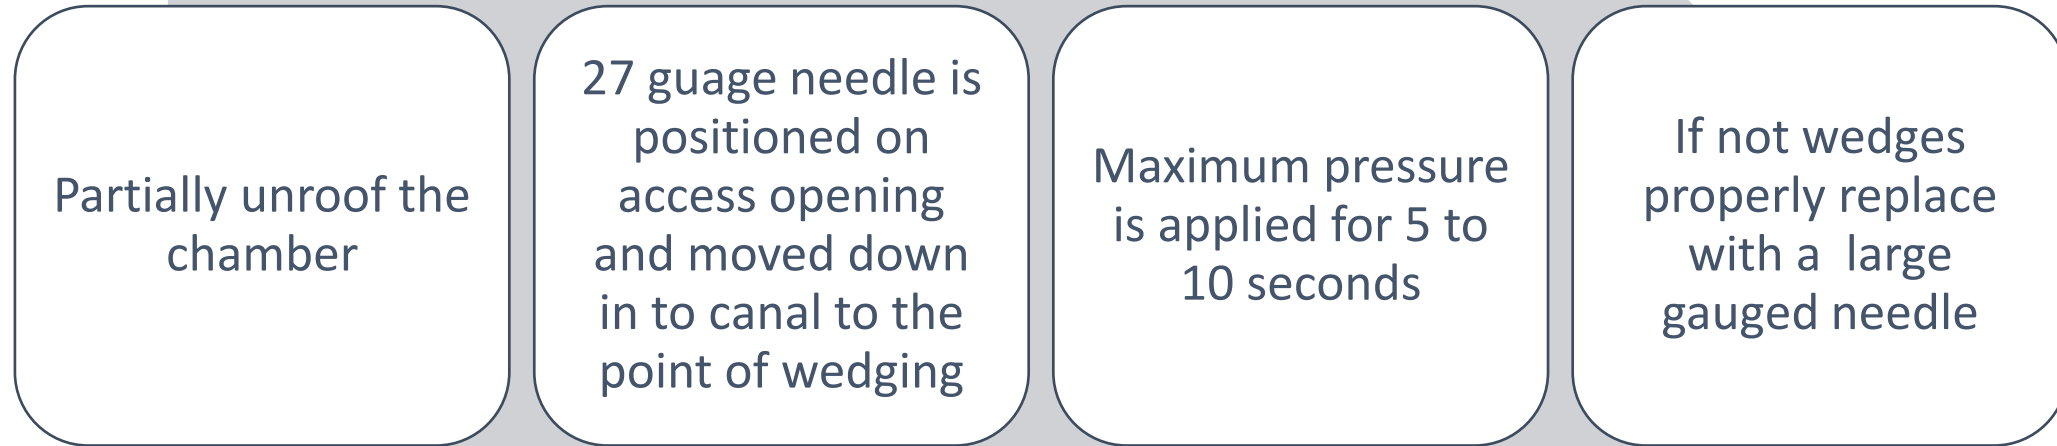 Partially unroof the
chamber
27 guage needle is
positioned on
access opening
and moved down
in to canal to the
point of wedging
Maximum pressure
is applied for 5 to
10 seconds
If not wedges
properly replace
with a  large
gauged needle